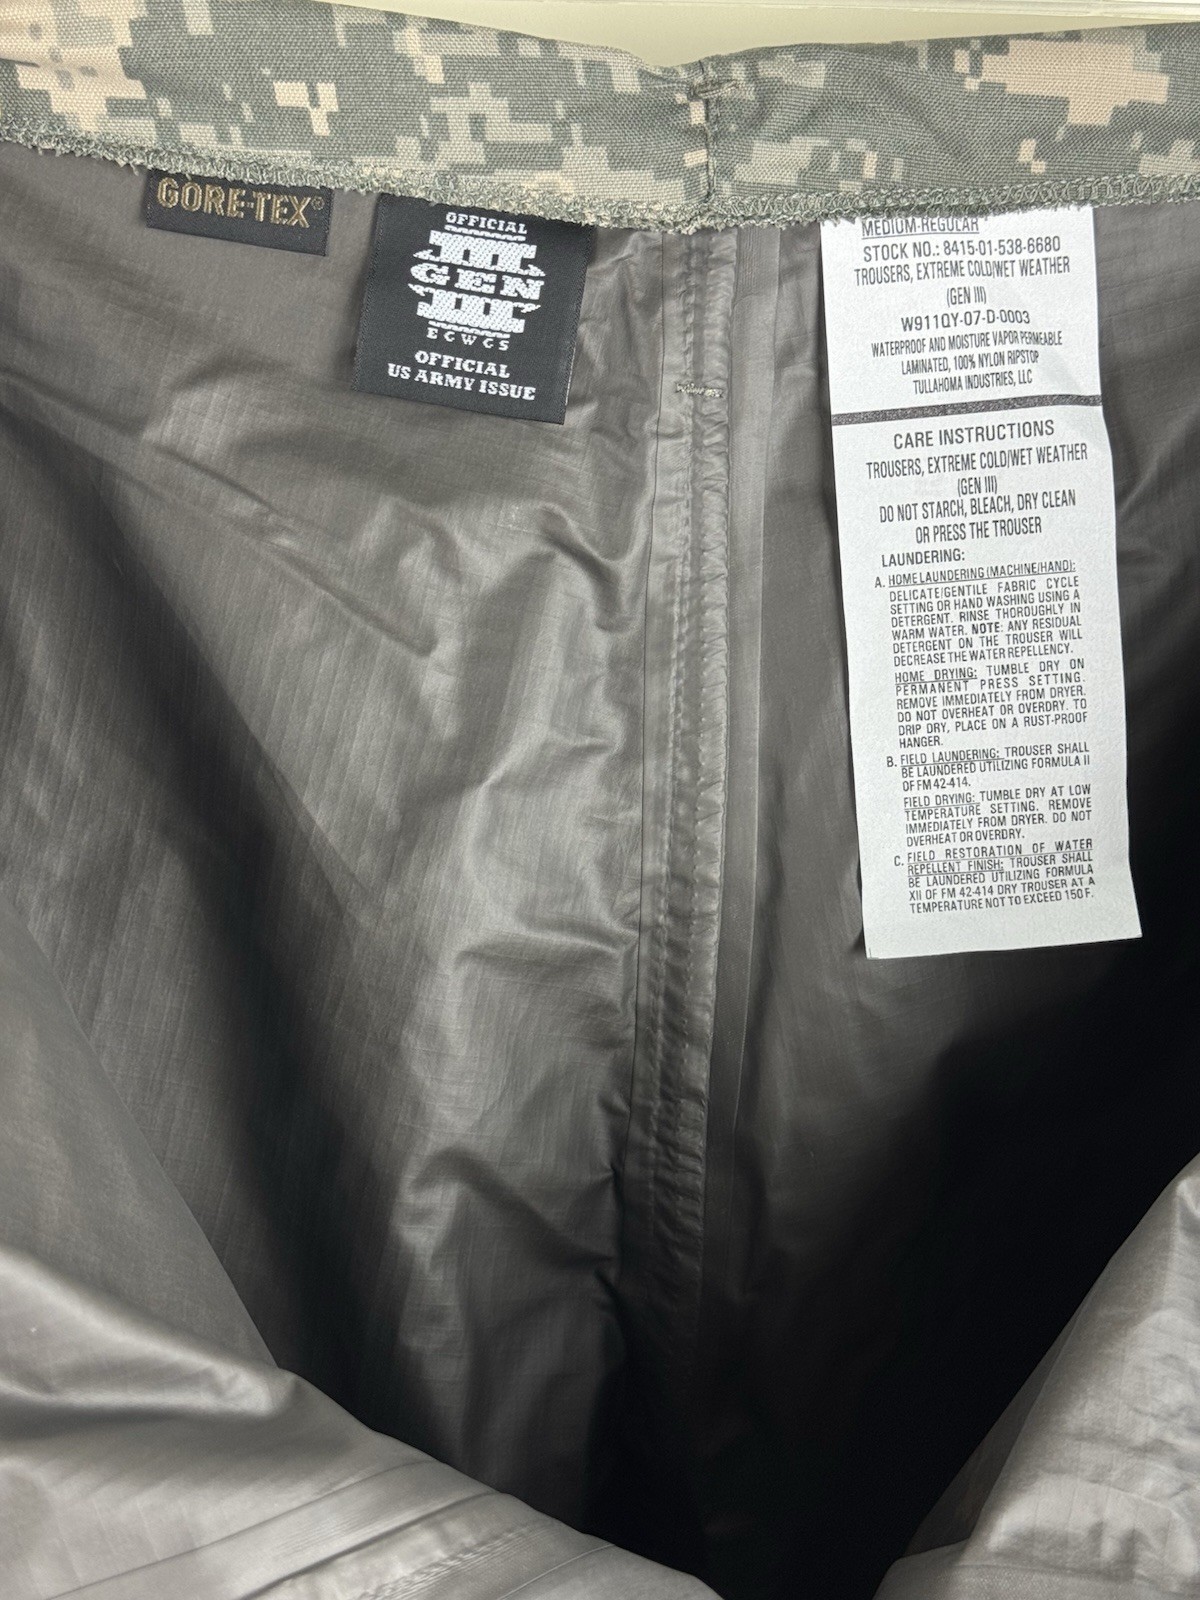 GORE-TEX®
OFFICIAL
III
GEN
III
ECWCS
OFFICIAL
US ARMY ISSUE
MEDIUM-REGULAR
STOCK NO.: 8415-01-538-6680
TROUSERS, EXTREME COLD/WET WEATHER
(GEN III)
W911QY-07-D-0003
WATERPROOF AND MOISTURE VAPOR PERMEABLE
LAMINATED, 100% NYLON RIPSTOP
TULLAHOMA INDUSTRIES, LLC
CARE INSTRUCTIONS
TROUSERS, EXTREME COLD/WET WEATHER
(GEN III)
DO NOT STARCH, BLEACH, DRY CLEAN
OR PRESS THE TROUSER
LAUNDERING:
A. HOME LAUNDERING (MACHINE/HAND):
DELICATE/GENTILE FABRIC CYCLE
SETTING OR HAND WASHING USING A
DETERGENT. RINSE THOROUGHLY IN
WARM WATER. NOTE: ANY RESIDUAL
DETERGENT ON THE TROUSER WILL
DECREASE THE WATER REPELLENCY.
HOME DRYING: TUMBLE DRY ON
PERMANENT PRESS SETTING.
REMOVE IMMEDIATELY FROM DRYER.
DO NOT OVERHEAT OR OVERDRY. TO
DRIP DRY, PLACE ON A RUST-PROOF
HANGER.
B. FIELD LAUNDERING: TROUSER SHALL
BE LAUNDERED UTILIZING FORMULA II
OF FM 42-414.
FIELD DRYING: TUMBLE DRY AT LOW
TEMPERATURE SETTING. REMOVE
IMMEDIATELY FROM DRYER. DO NOT
OVERHEAT OR OVERDRY.
C. FIELD RESTORATION OF WATER
REPELLENT FINISH: TROUSER SHALL
BE LAUNDERED UTILIZING FORMULA
XII OF FM 42-414 DRY TROUSER AT A
TEMPERATURE NOT TO EXCEED 150 F.